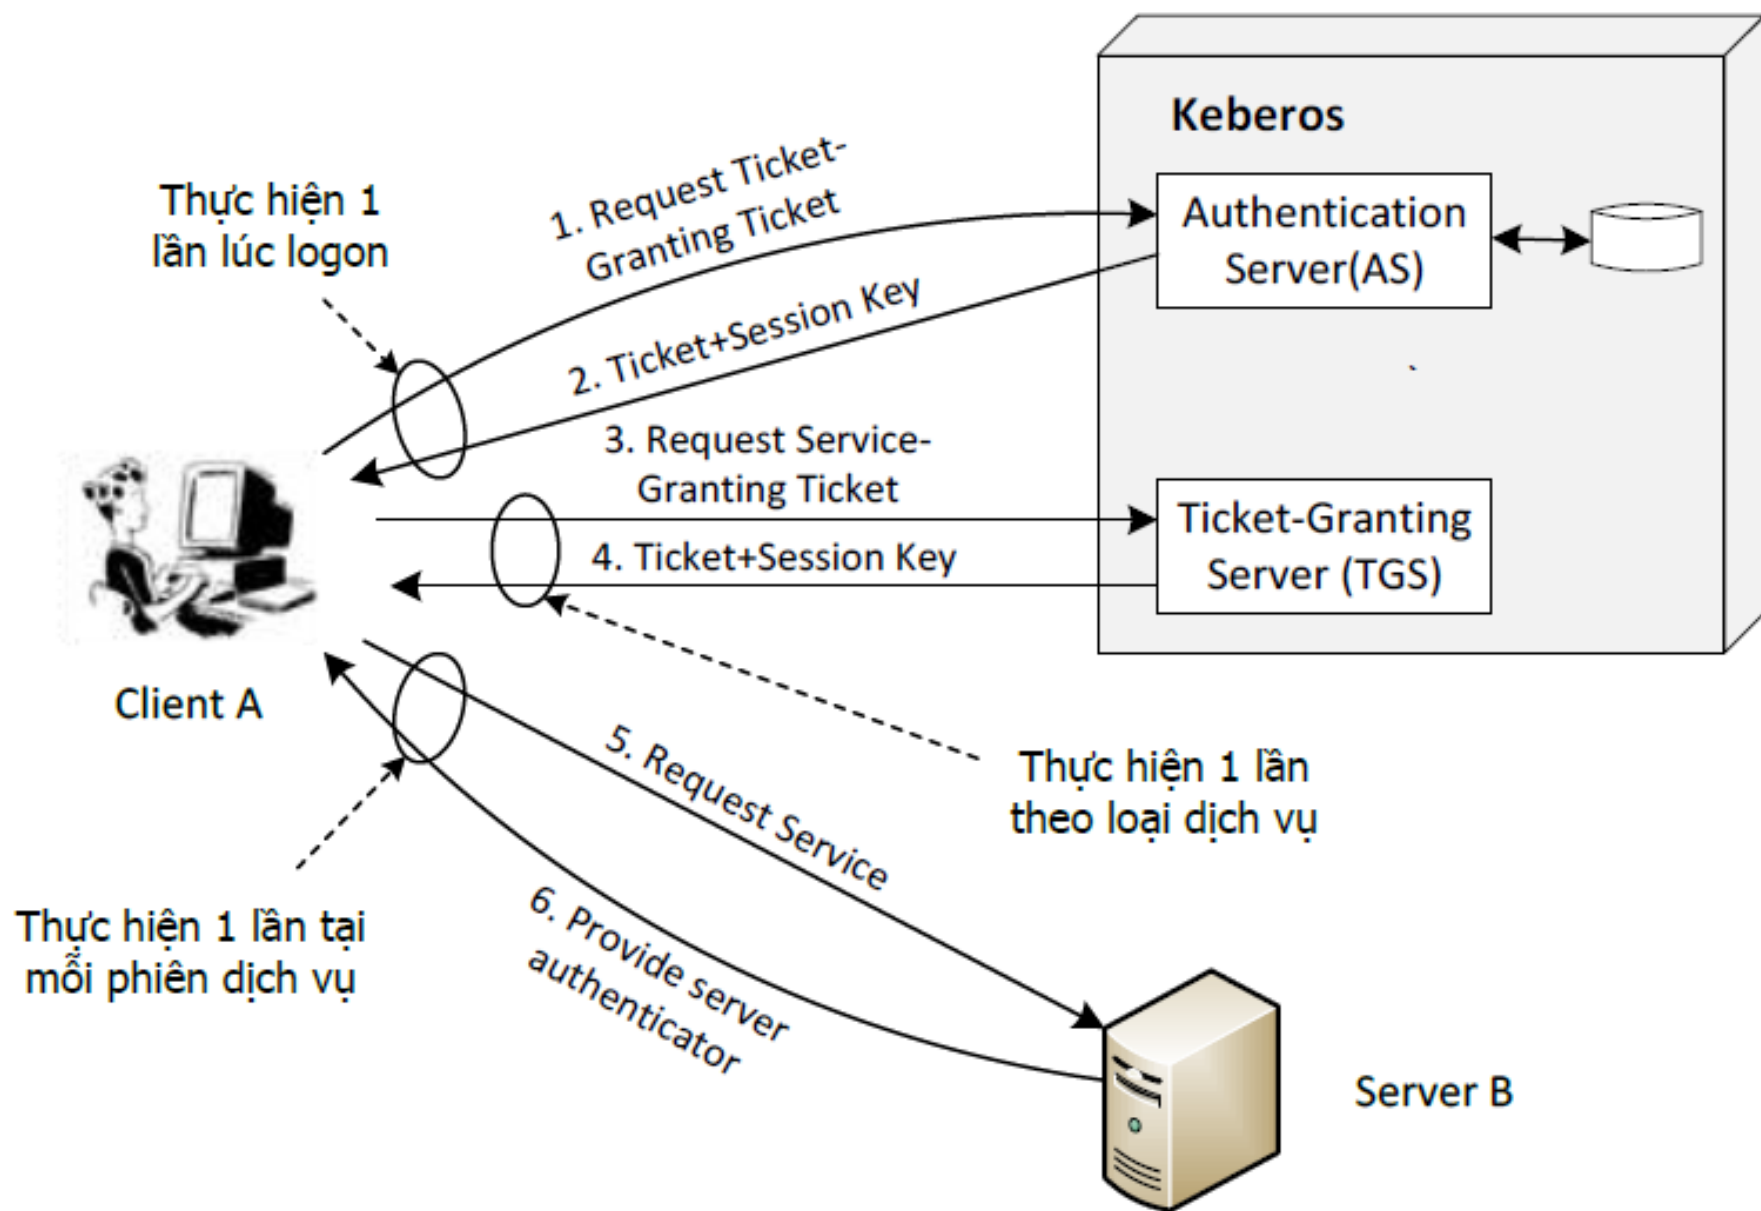 Keberos
1. Request Ticket-
Granting Ticket
Thực hiện 1
lần lúc logon
Authentication
Server(AS)
2. Ticket+Session Key
3. Request Service-
Granting Ticket
Ticket-Granting
Server (TGS)
4. Ticket+Session Key
Client A
5. Request Service
Thực hiện 1 lần
theo loại dịch vụ
6. Provide server
authenticator
Thực hiện 1 lần tại
mỗi phiên dịch vụ
Server B